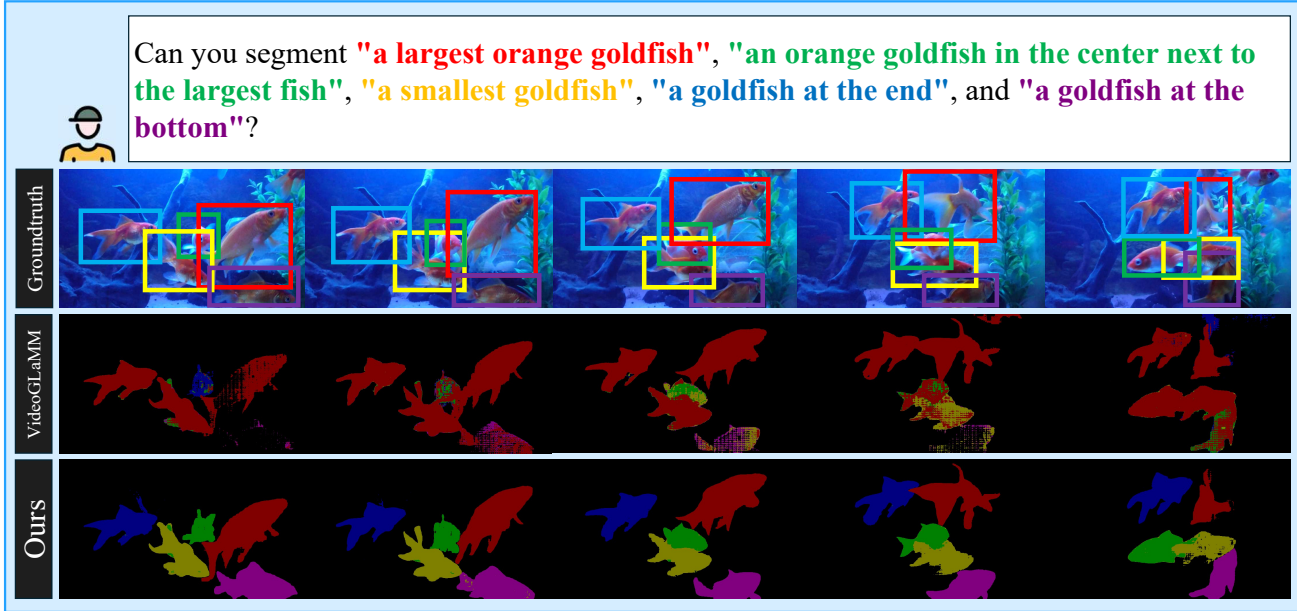 Can you segment "a largest orange goldfish", "an orange goldfish in the center next to
the largest fish", "a smallest goldfish", "a goldfish at the end", and "a goldfish at the
bottom"?
Groundtruth
VideoGLaMM
Ours